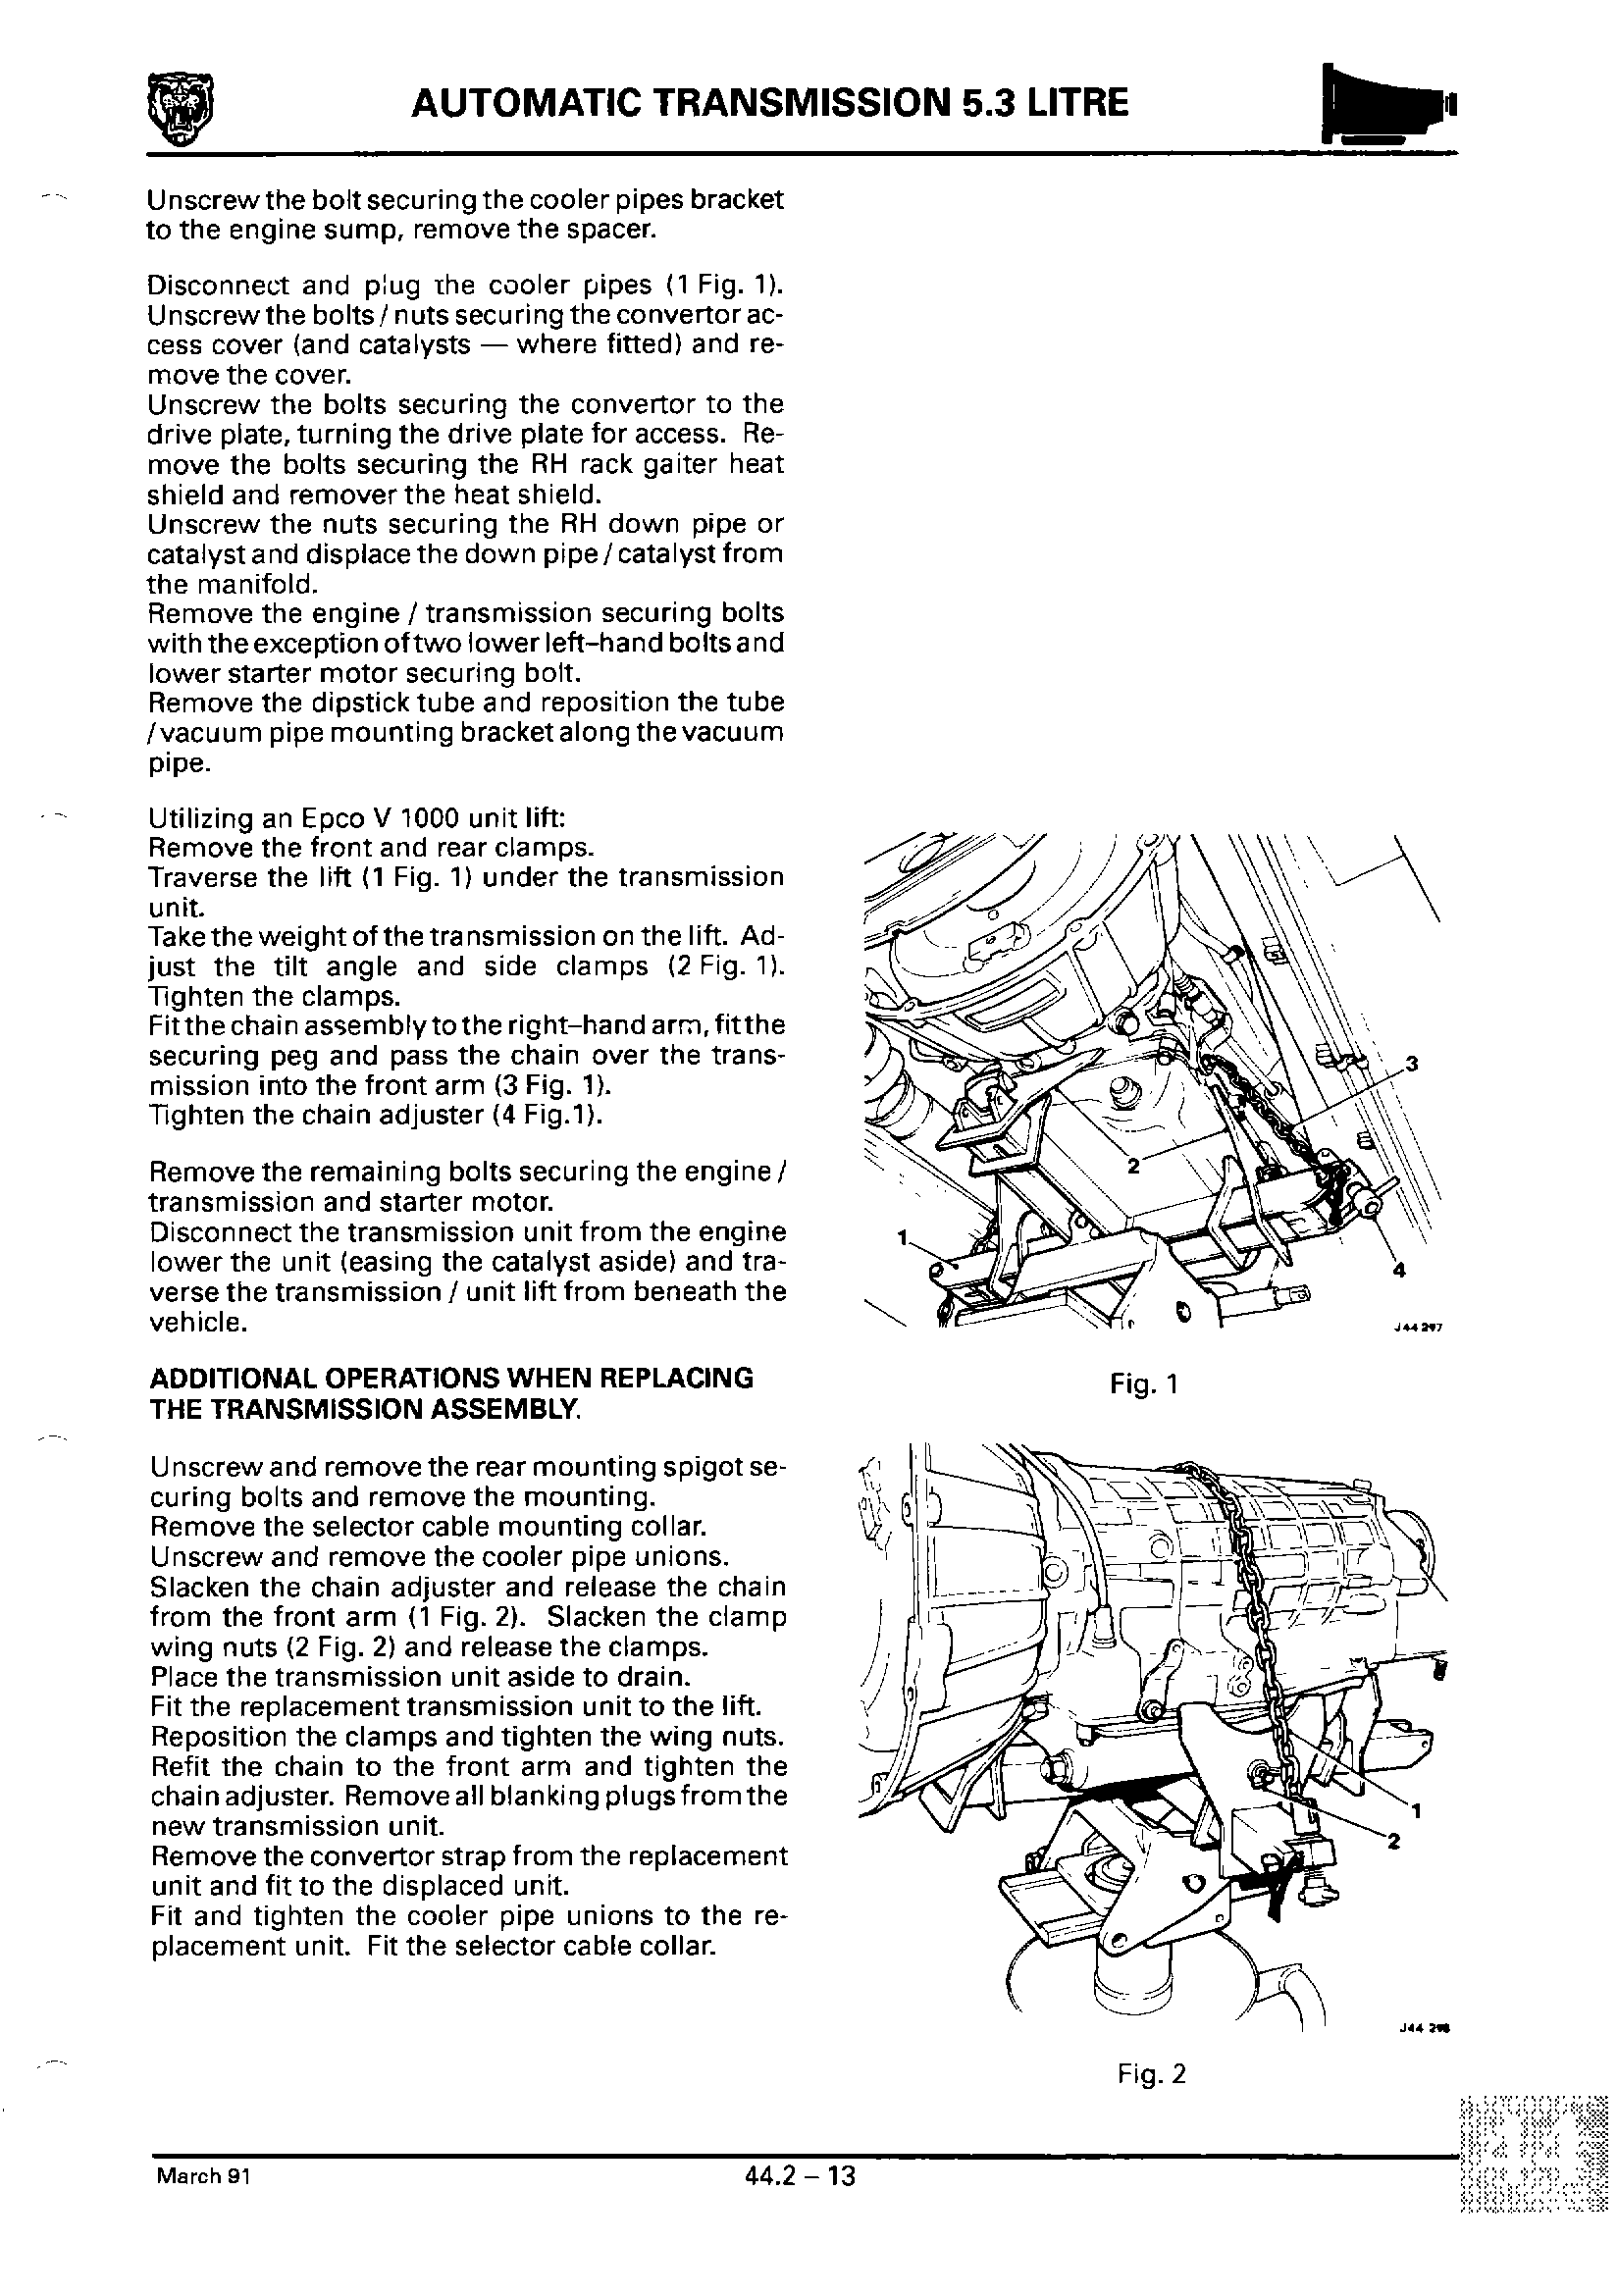 AUTOMATIC TRANSMISSION 5.3 LITRE
Unscrew the bolt securing the cooler pipes bracket
to the engine sump, remove the spacer.
Disconnect and plug the cooler pipes (1 Fig. 1).
Unscrew the bolts / nuts securing the convertor ac-
cess cover (and catalysts — where fitted) and re-
move the cover.
Unscrew the bolts securing the convertor to the
drive plate, turning the drive plate for access. Re-
move the bolts securing the RH rack gaiter heat
shield and remover the heat shield.
Unscrew the nuts securing the RH down pipe or
catalyst and displace the down pipe / catalyst from
the manifold.
Remove the engine / transmission securing bolts
with the exception of two lower left–hand bolts and
lower starter motor securing bolt.
Remove the dipstick tube and reposition the tube
/ vacuum pipe mounting bracket along the vacuum
pipe.
Utilizing an Epco V 1000 unit lift:
Remove the front and rear clamps.
Traverse the lift (1 Fig. 1) under the transmission
unit.
Take the weight of the transmission on the lift. Ad-
just the tilt angle and side clamps (2 Fig. 1).
Tighten the clamps.
Fit the chain assembly to the right–hand arm, fit the
securing peg and pass the chain over the trans-
mission into the front arm (3 Fig. 1).
Tighten the chain adjuster (4 Fig.1).
Remove the remaining bolts securing the engine /
transmission and starter motor.
Disconnect the transmission unit from the engine
lower the unit (easing the catalyst aside) and tra-
verse the transmission / unit lift from beneath the
vehicle.
ADDITIONAL OPERATIONS WHEN REPLACING
THE TRANSMISSION ASSEMBLY.
Unscrew and remove the rear mounting spigot se-
curing bolts and remove the mounting.
Remove the selector cable mounting collar.
Unscrew and remove the cooler pipe unions.
Slacken the chain adjuster and release the chain
from the front arm (1 Fig. 2). Slacken the clamp
wing nuts (2 Fig. 2) and release the clamps.
Place the transmission unit aside to drain.
Fit the replacement transmission unit to the lift.
Reposition the clamps and tighten the wing nuts.
Refit the chain to the front arm and tighten the
chain adjuster. Remove all blanking plugs from the
new transmission unit.
Remove the convertor strap from the replacement
unit and fit to the displaced unit.
Fit and tighten the cooler pipe unions to the re-
placement unit. Fit the selector cable collar.
3
2
1
4
J44 297
Fig. 1
1
2
J44 298
Fig. 2
44
March 91
44.2 – 13